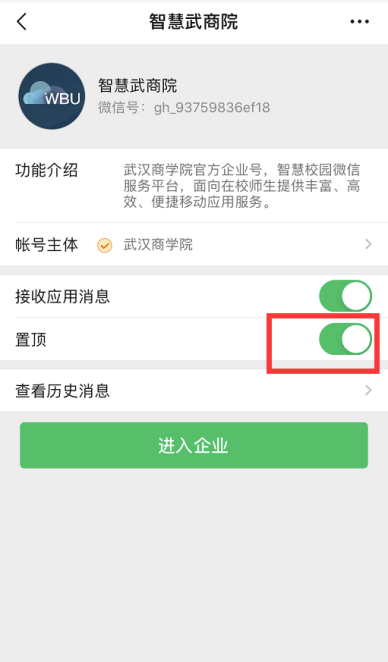 智慧武商院
WBU
智慧武商院
微信号：gh_93759836ef18
功能介绍
武汉商学院官方企业号，智慧校园微信
服务平台，面向在校师生提供丰富、高
效、便捷移动应用服务。
帐号主体
武汉商学院
接收应用消息
置顶
查看历史消息
进入企业